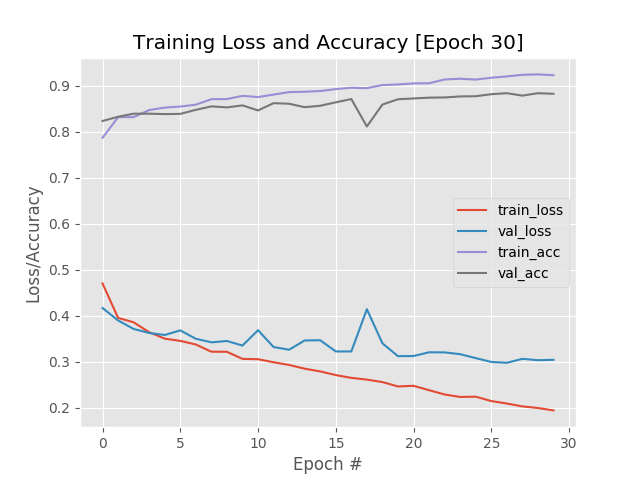 Training Loss and Accuracy [Epoch 30]
Loss/Accuracy
0.9
0.8
0.7
0.6
0.5
0.4
0.3
0.2
train_loss
val_loss
train_acc
val_acc
0 5 10 15 20 25 30
Epoch #